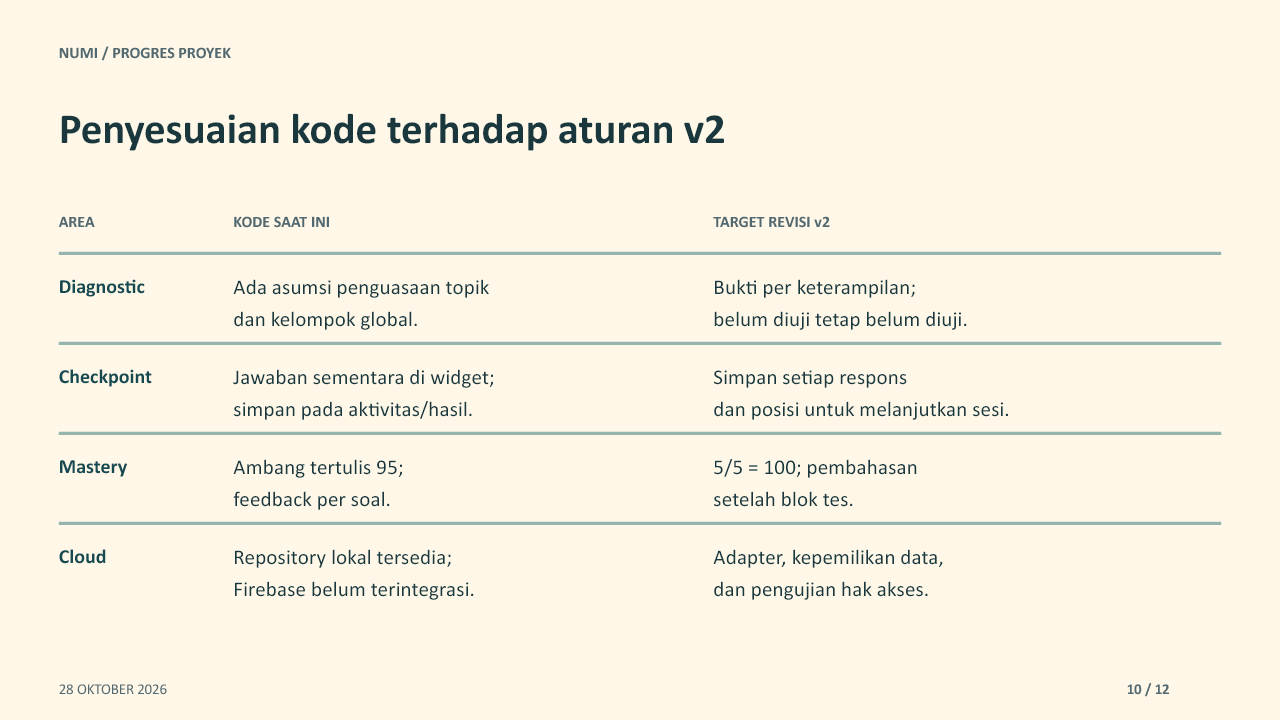 NUMI / PROGRES PROYEK
Penyesuaian kode terhadap aturan v2
AREA
KODE SAAT INI
TARGET REVISI v2
Diagnostic
Ada asumsi penguasaan topik
dan kelompok global.
Bukti per keterampilan;
belum diuji tetap belum diuji.
Checkpoint
Jawaban sementara di widget;
simpan pada aktivitas/hasil.
Simpan setiap respons
dan posisi untuk melanjutkan sesi.
Mastery
Ambang tertulis 95;
feedback per soal.
5/5 = 100; pembahasan
setelah blok tes.
Cloud
Repository lokal tersedia;
Firebase belum terintegrasi.
Adapter, kepemilikan data,
dan pengujian hak akses.
28 OKTOBER 2026
10 / 12